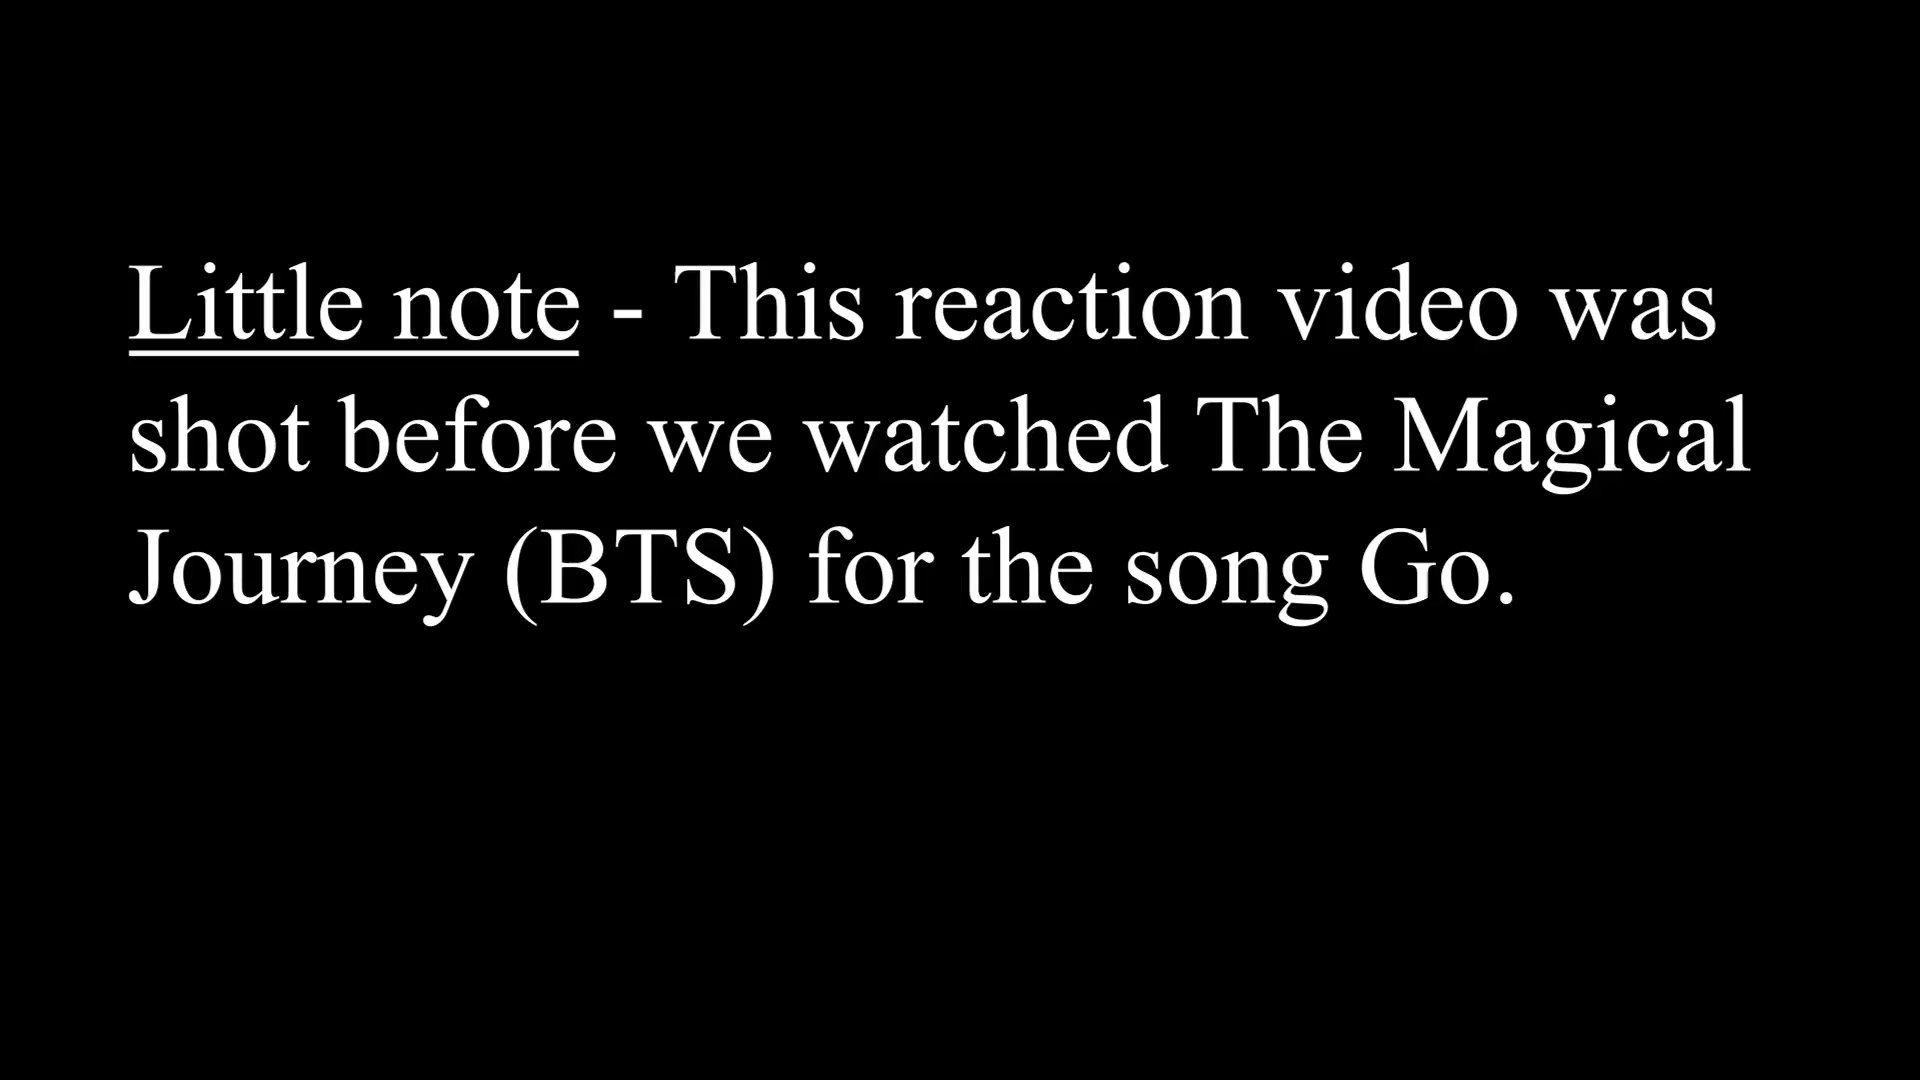 Little note - This reaction video was
shot before we watched The Magical
Journey (BTS) for the song Go.